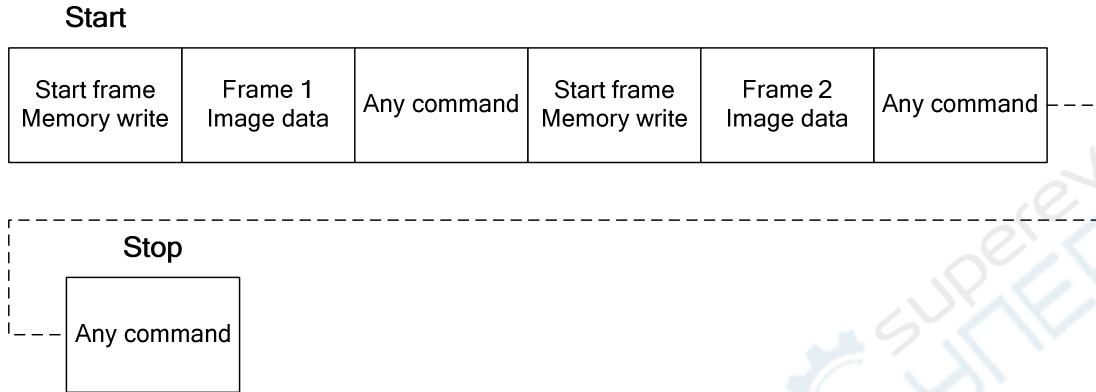 Start
Start frame
Memory write
Frame 1
Image data
Any command
Start frame
Memory write
Frame 2
Image data
Any command
Stop
Any command